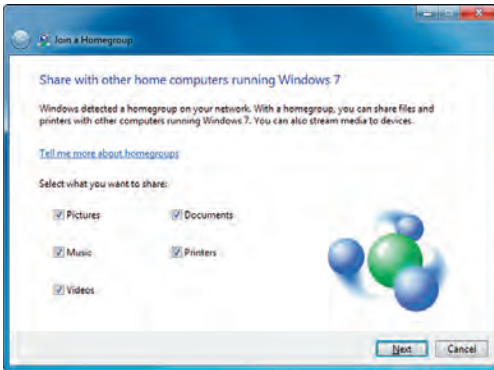 Join a Homegroup
Share with other home computers running Windows 7
Windows detected a homegroup on your network. With a homegroup, you can share files and
printers with other computers running Windows 7. You can also stream media to devices.
Tell me more about homegroups
Select what you want to share:
Pictures Documents
Music Printers
Videos
Next Cancel